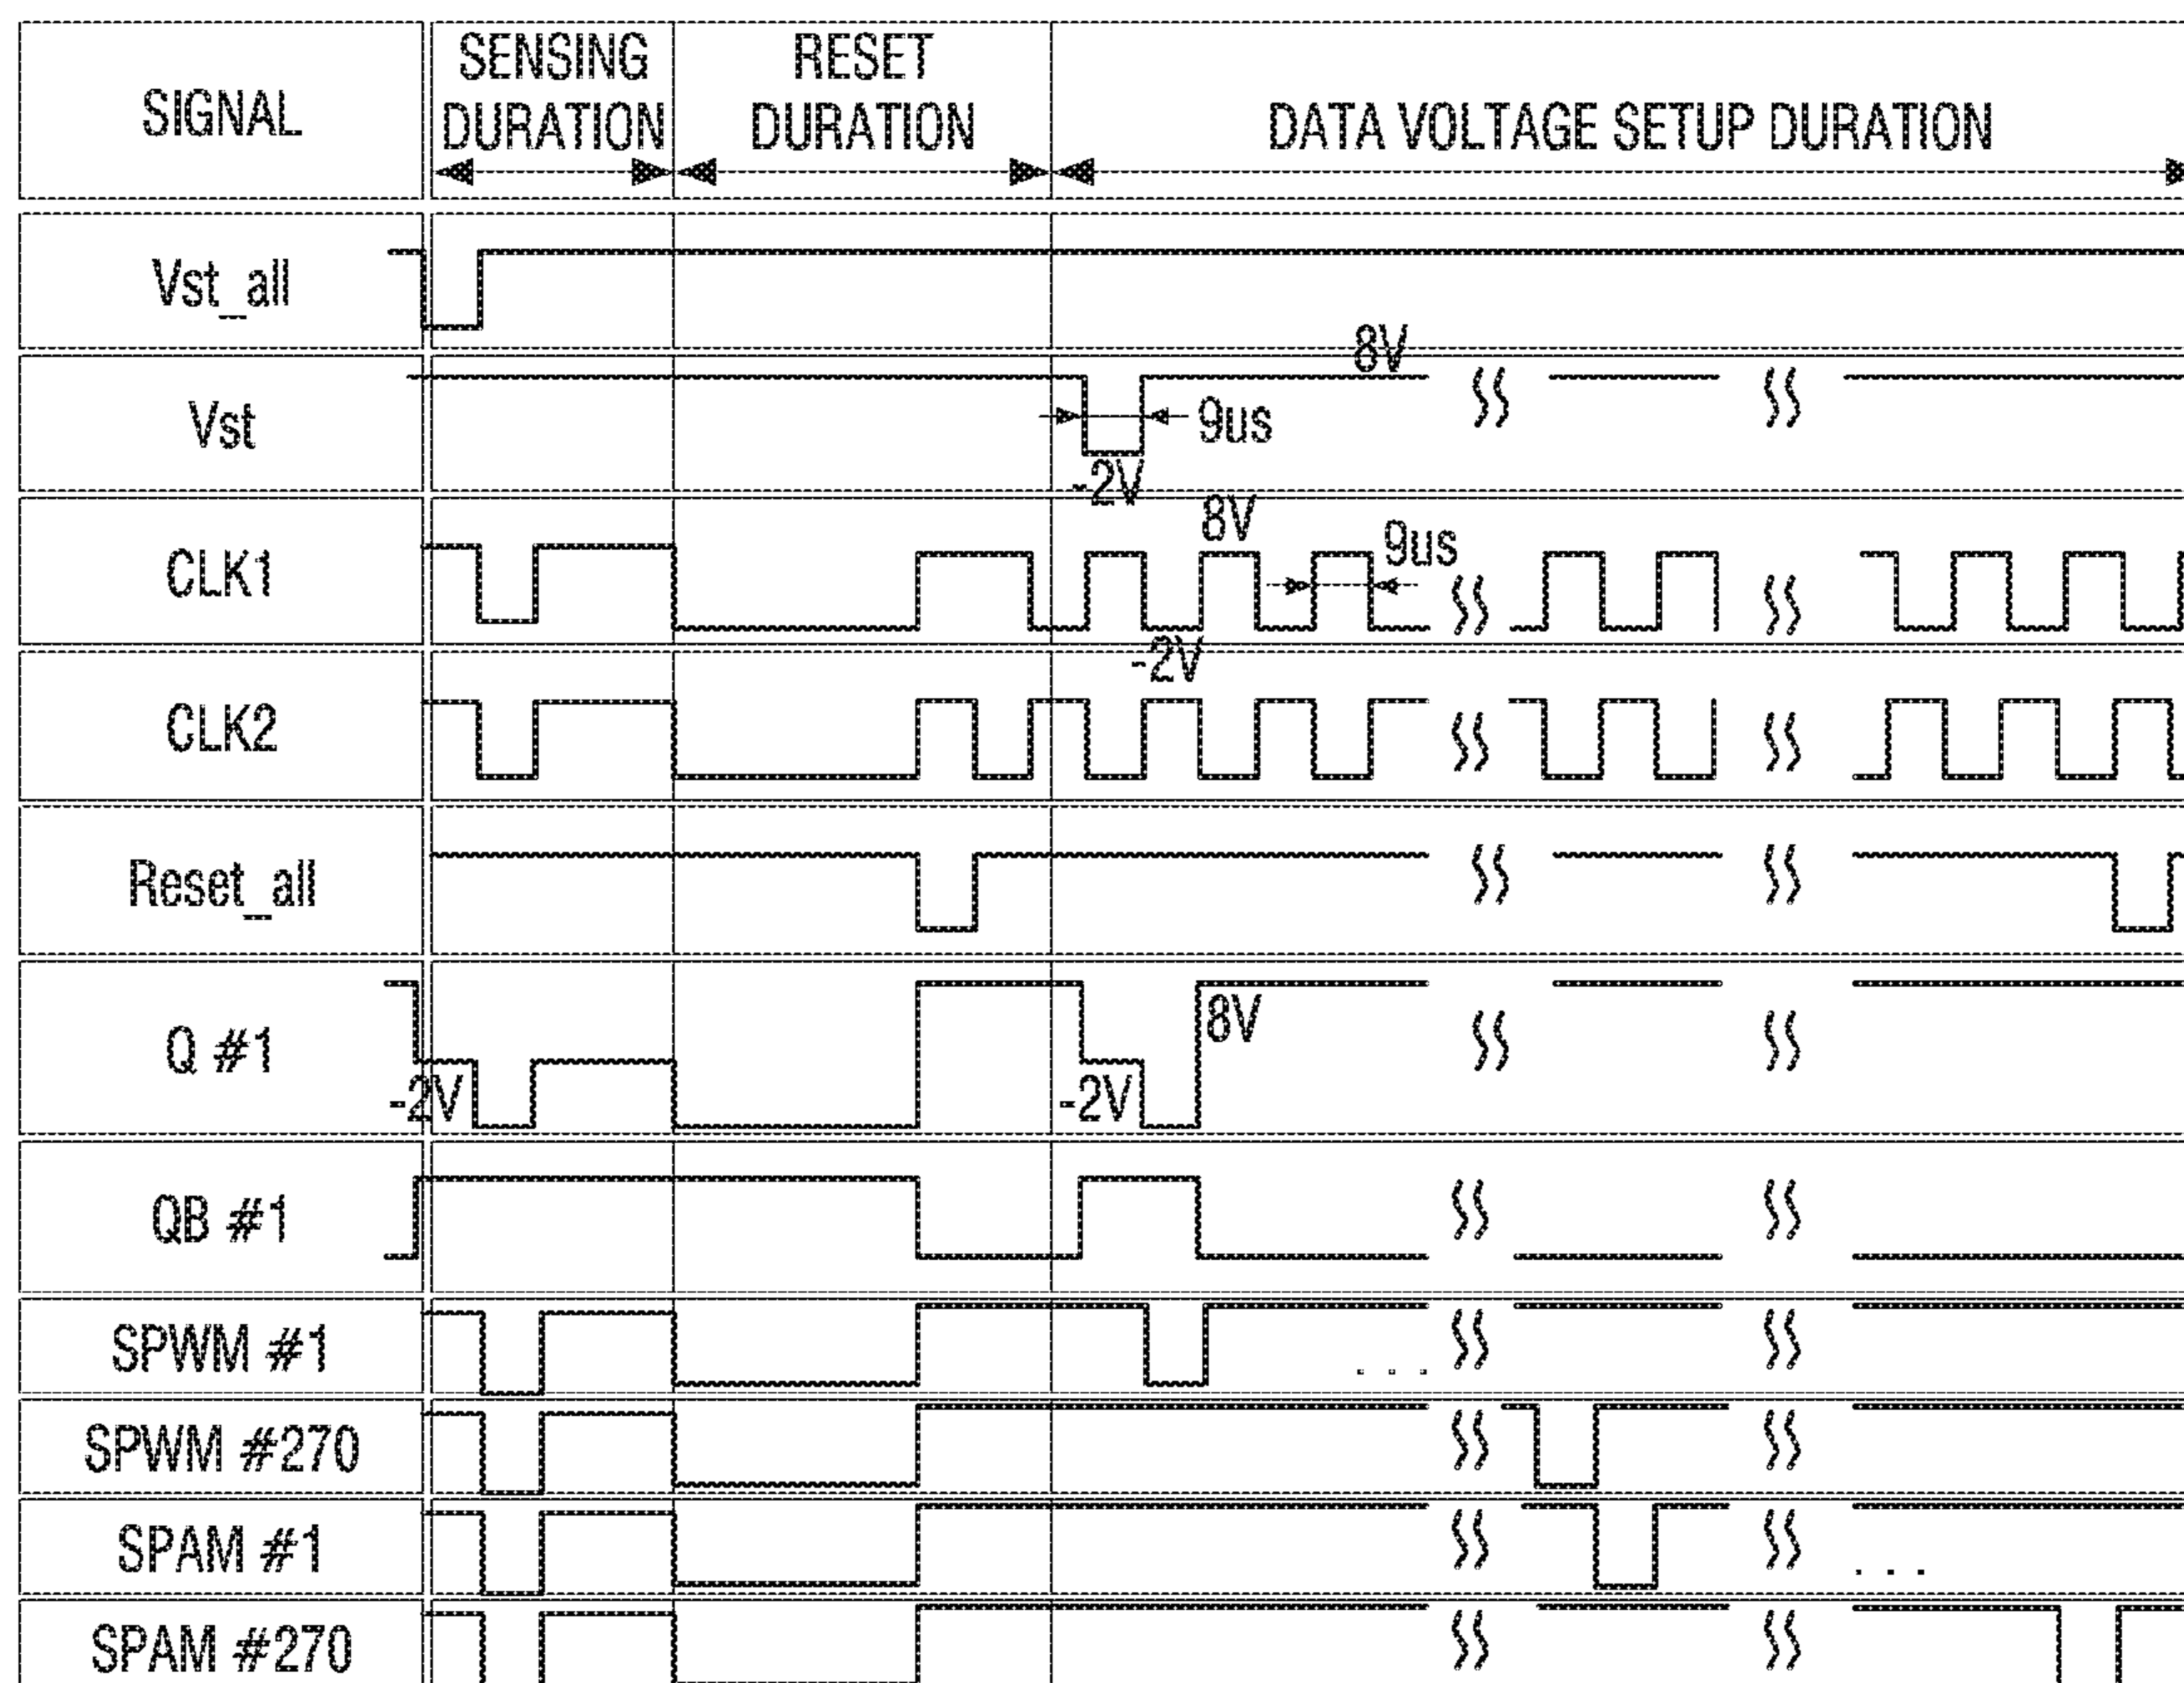 SIGNAL
SENSING
DURATION
RESET
DURATION
DATA VOLTAGE SETUP DURATION
Vst_all
Vst
8V
9us
-2V
CLK1
8V
9us
-2V
CLK2
Reset_all
Q #1
-2V
-2V
8V
QB #1
SPWM #1
. . .
SPWM #270
SPAM #1
. . .
SPAM #270